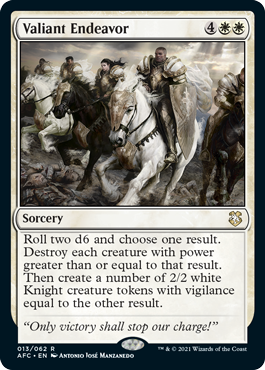 Valiant Endeavor 4
Sorcery
Roll two d6 and choose one result.
Destroy each creature with power
greater than or equal to that result.
Then create a number of 2/2 white
Knight creature tokens with vigilance
equal to the other result.
“Only victory shall stop our charge!”
013/062 R
AFC • EN Antonio José Manzanedo
™ & © 2021 Wizards of the Coast